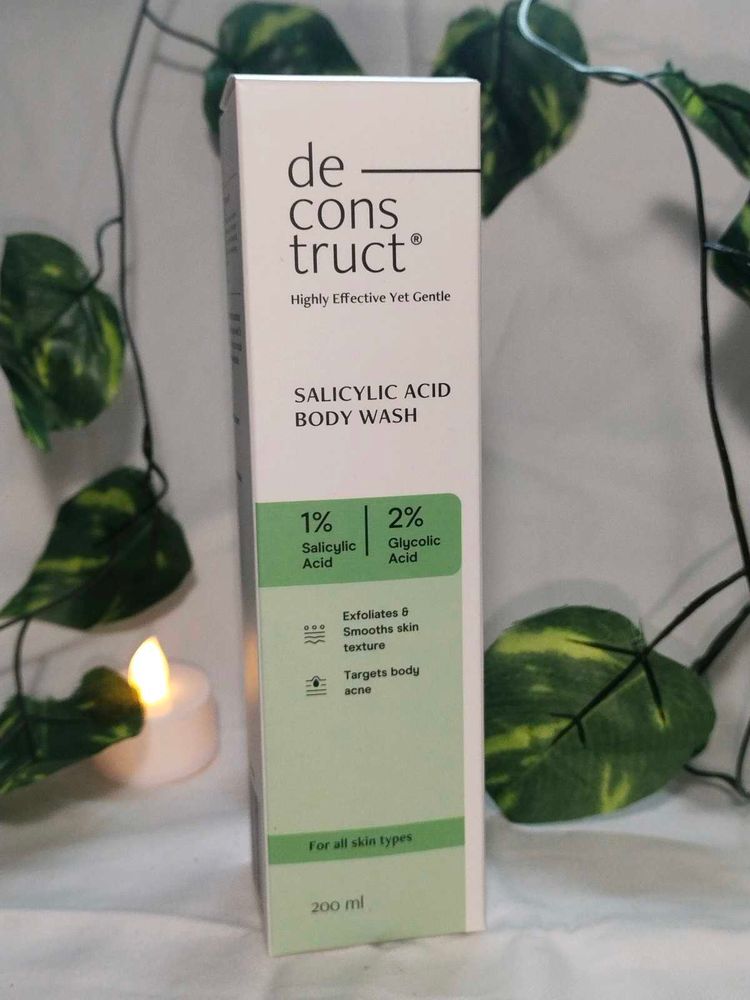 de
cons
truct®
Highly Effective Yet Gentle
SALICYLIC ACID
BODY WASH
1%
Salicylic
Acid
2%
Glycolic
Acid
Exfoliates &
Smooths skin
texture
Targets body
acne
For all skin types
200 ml